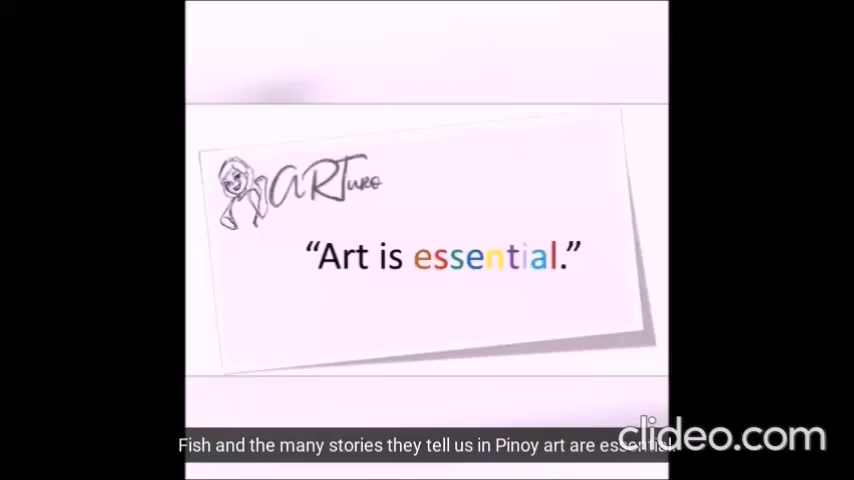 ARTuro
“Art is essential.”
Fish and the many stories they tell us in Pinoy art are essential.
clideo.com